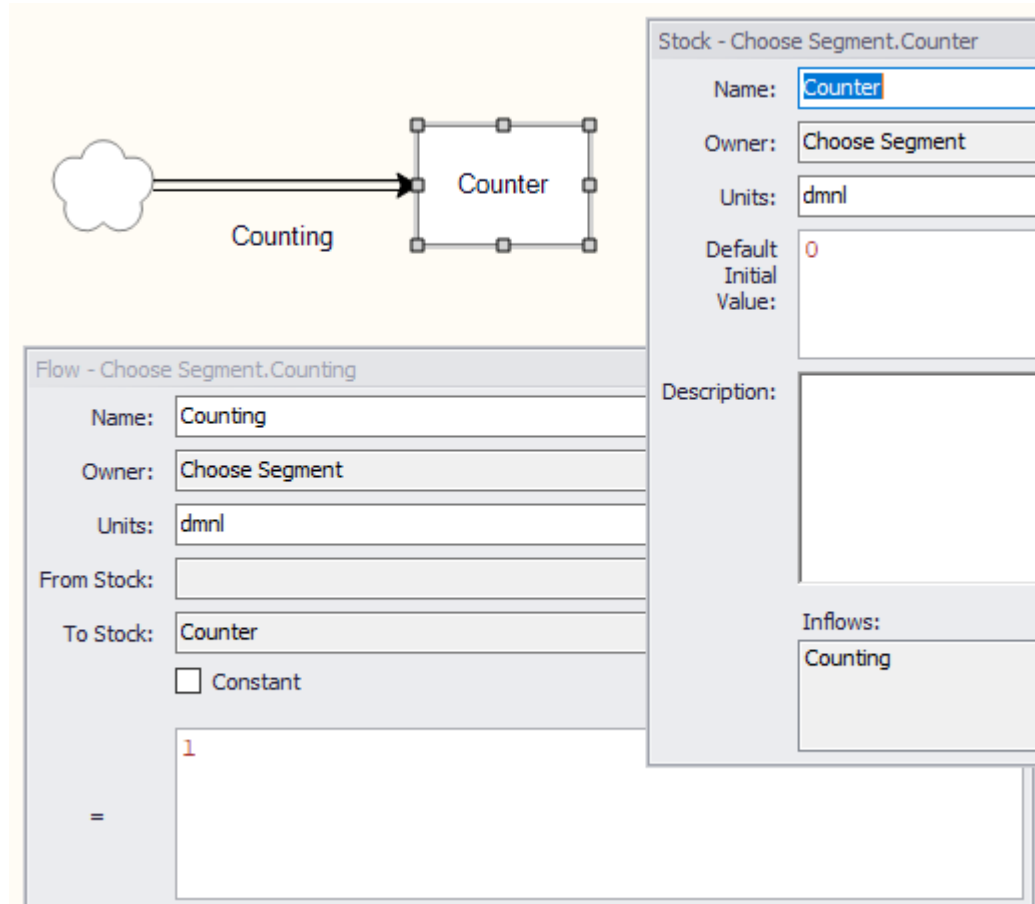 Counter
Counting
Stock - Choose Segment.Counter
Name: Counter
Owner: Choose Segment
Units: dmnl
Default
Initial
Value:
0
Description:
Inflows:
Counting
Flow - Choose Segment.Counting
Name: Counting
Owner: Choose Segment
Units: dmnl
From Stock:
To Stock: Counter
Constant
1
=